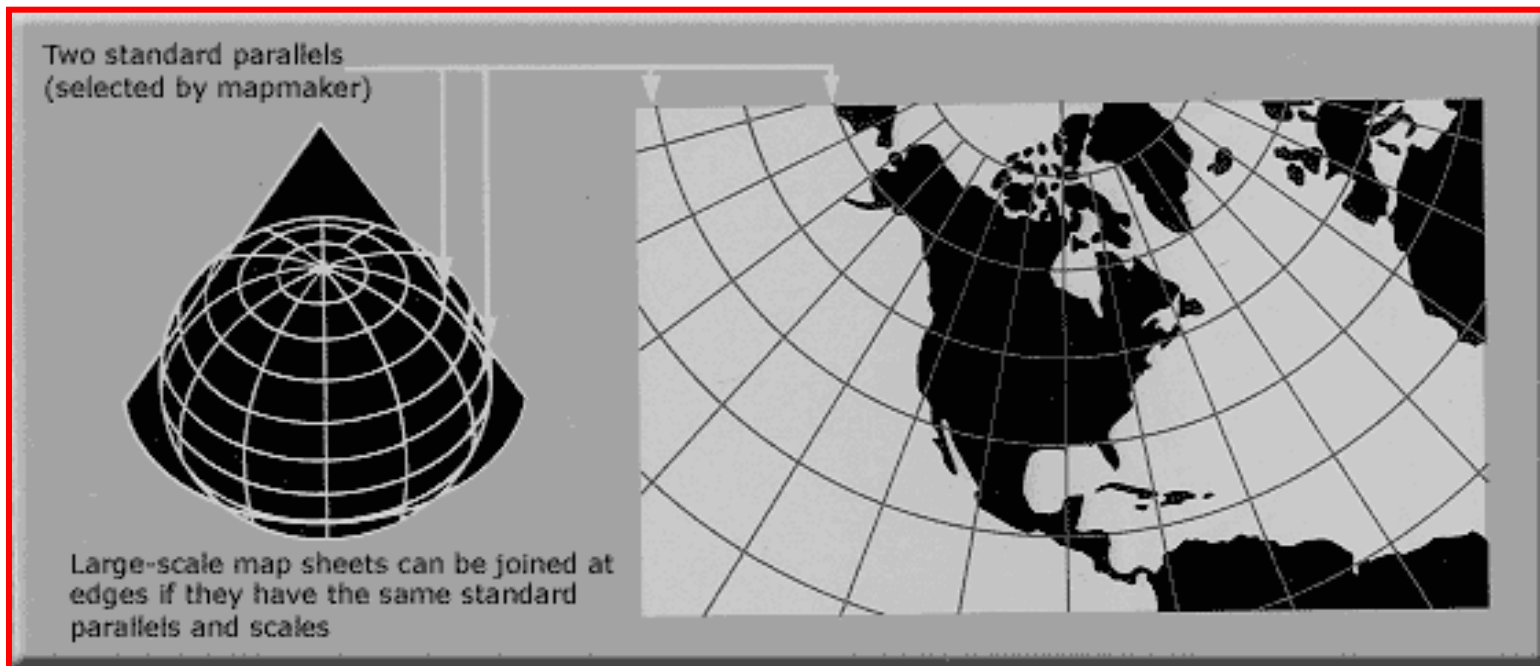 Two standard parallels
(selected by mapmaker)
Large-scale map sheets can be joined at
edges if they have the same standard
parallels and scales